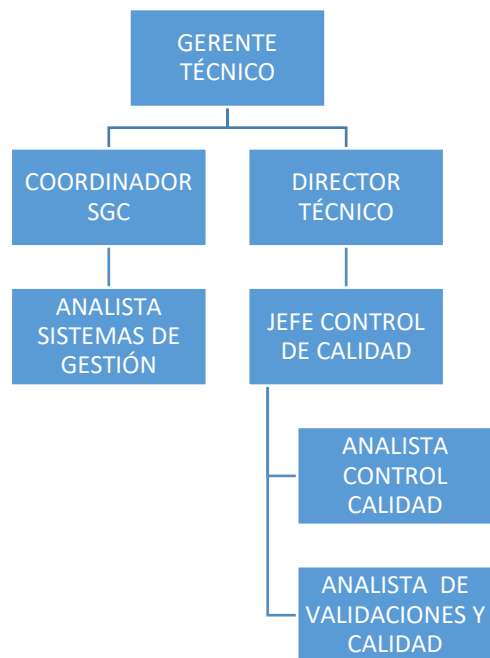 GERENTE
TÉCNICO
COORDINADOR
SGC
DIRECTOR
TÉCNICO
ANALISTA
SISTEMAS DE
GESTIÓN
JEFE CONTROL
DE CALIDAD
ANALISTA
CONTROL
CALIDAD
ANALISTA DE
VALIDACIONES Y
CALIDAD